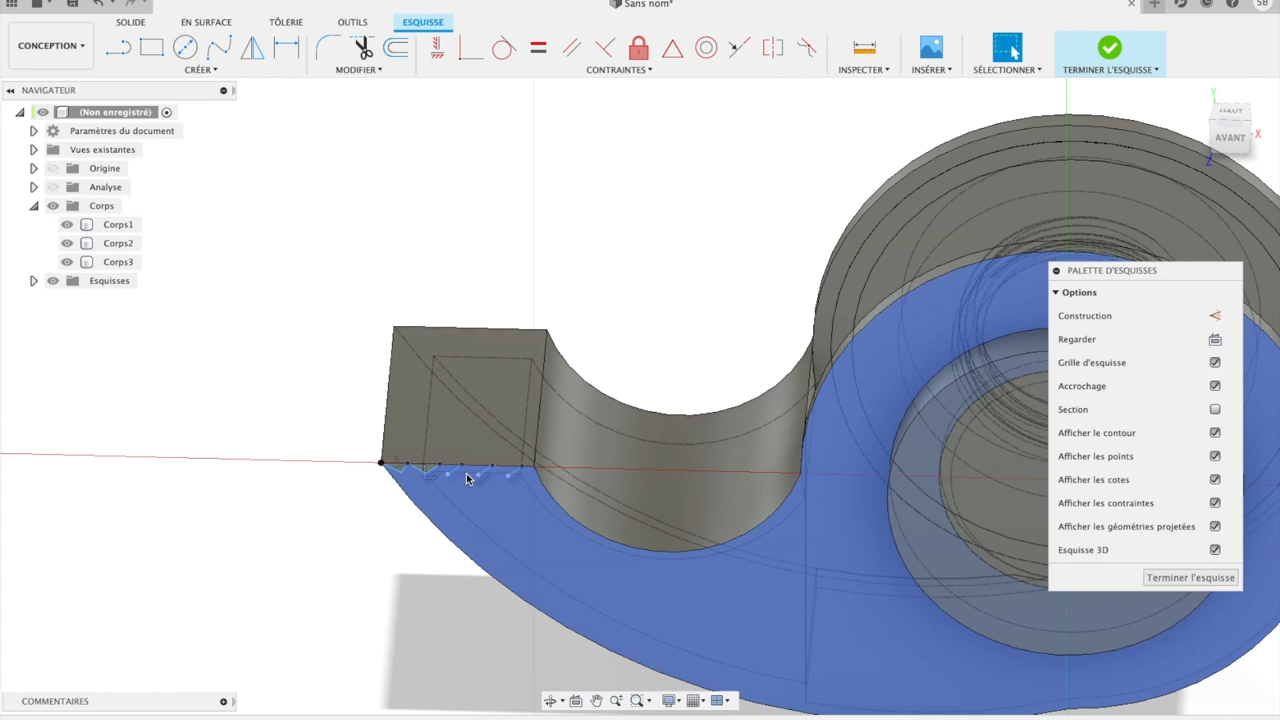 Sans nom*
SB
SOLIDE
EN SURFACE
TÔLERIE
OUTILS
ESQUISSE
CONCEPTION
CRÉER
MODIFIER
CONTRAINTES
INSPECTER
INSÉRER
SÉLECTIONNER
TERMINER L'ESQUISSE
NAVIGATEUR
(Non enregistré)
Paramètres du document
Vues existantes
Origine
Analyse
Corps
Corps1
Corps2
Corps3
Esquisses
Y
HAUT
AVANT
X
Z
PALETTE D'ESQUISSES
Options
Construction
Regarder
Grille d'esquisse
Accrochage
Section
Afficher le contour
Afficher les points
Afficher les cotes
Afficher les contraintes
Afficher les géométries projetées
Esquisse 3D
Terminer l'esquisse
COMMENTAIRES